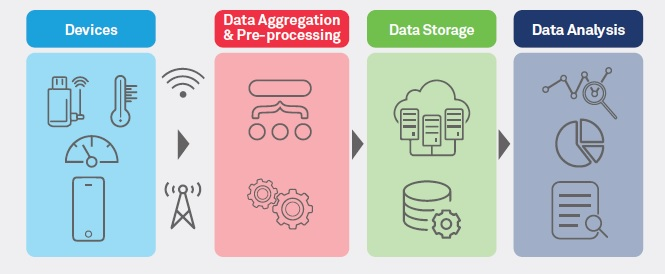 Devices
Data Aggregation
& Pre-processing
Data Storage
Data Analysis